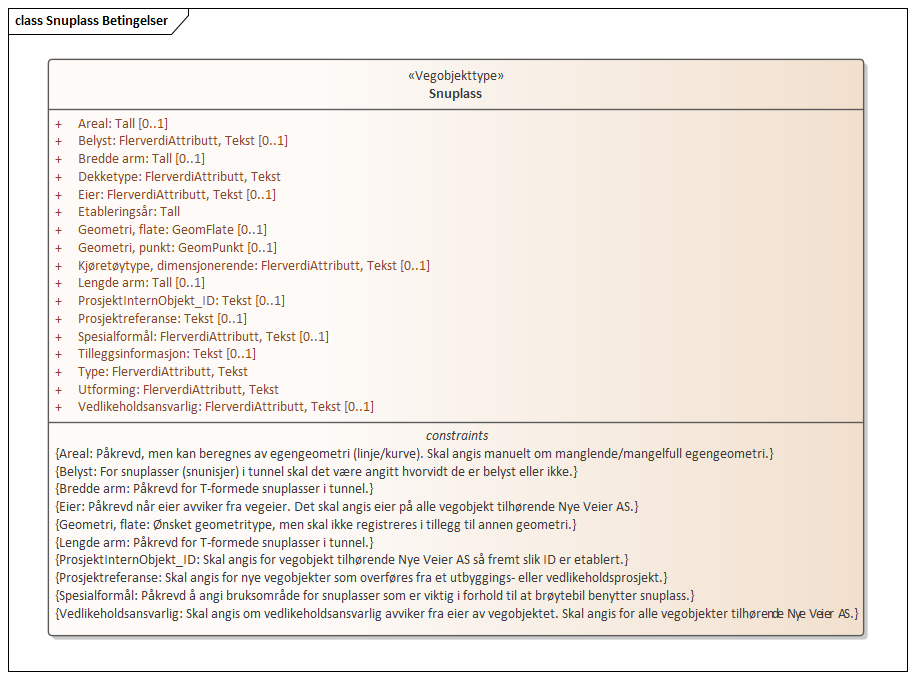 class Snuplass Betingelser
«Vegobjekttype»
Snuplass
+ Areal: Tall [0..1]
+ Belyst: FlerverdiAttributt, Tekst [0..1]
+ Bredde arm: Tall [0..1]
+ Dekketype: FlerverdiAttributt, Tekst
+ Eier: FlerverdiAttributt, Tekst [0..1]
+ Etableringsår: Tall
+ Geometri, flate: GeomFlate [0..1]
+ Geometri, punkt: GeomPunkt [0..1]
+ Kjøretøytype, dimensjonerende: FlerverdiAttributt, Tekst [0..1]
+ Lengde arm: Tall [0..1]
+ ProsjektInternObjekt_ID: Tekst [0..1]
+ Prosjektreferanse: Tekst [0..1]
+ Spesialformål: FlerverdiAttributt, Tekst [0..1]
+ Tilleggsinformasjon: Tekst [0..1]
+ Type: FlerverdiAttributt, Tekst
+ Utforming: FlerverdiAttributt, Tekst
+ Vedlikeholdsansvarlig: FlerverdiAttributt, Tekst [0..1]
constraints
{Areal: Påkrevd, men kan beregnes av egengeometri (linje/kurve). Skal angis manuelt om manglende/mangelfull egengeometri.}
{Belyst: For snuplasser (snunisjer) i tunnel skal det være angitt hvorvidt de er belyst eller ikke.}
{Bredde arm: Påkrevd for T-formede snuplasser i tunnel.}
{Eier: Påkrevd når eier avviker fra vegeier. Det skal angis eier på alle vegobjekt tilhørende Nye Veier AS.}
{Geometri, flate: Ønsket geometritype, men skal ikke registreres i tillegg til annen geometri.}
{Lengde arm: Påkrevd for T-formede snuplasser i tunnel.}
{ProsjektInternObjekt_ID: Skal angis for vegobjekt tilhørende Nye Veier AS så fremt slik ID er etablert.}
{Prosjektreferanse: Skal angis for nye vegobjekter som overføres fra et utbyggings- eller vedlikeholdsprosjekt.}
{Spesialformål: Påkrevd å angi bruksområde for snuplasser som er viktig i forhold til at brøytebil benytter snuplass.}
{Vedlikeholdsansvarlig: Skal angis om vedlikeholdsansvarlig avviker fra eier av vegobjektet. Skal angis for alle vegobjekter tilhørende Nye Veier AS.}